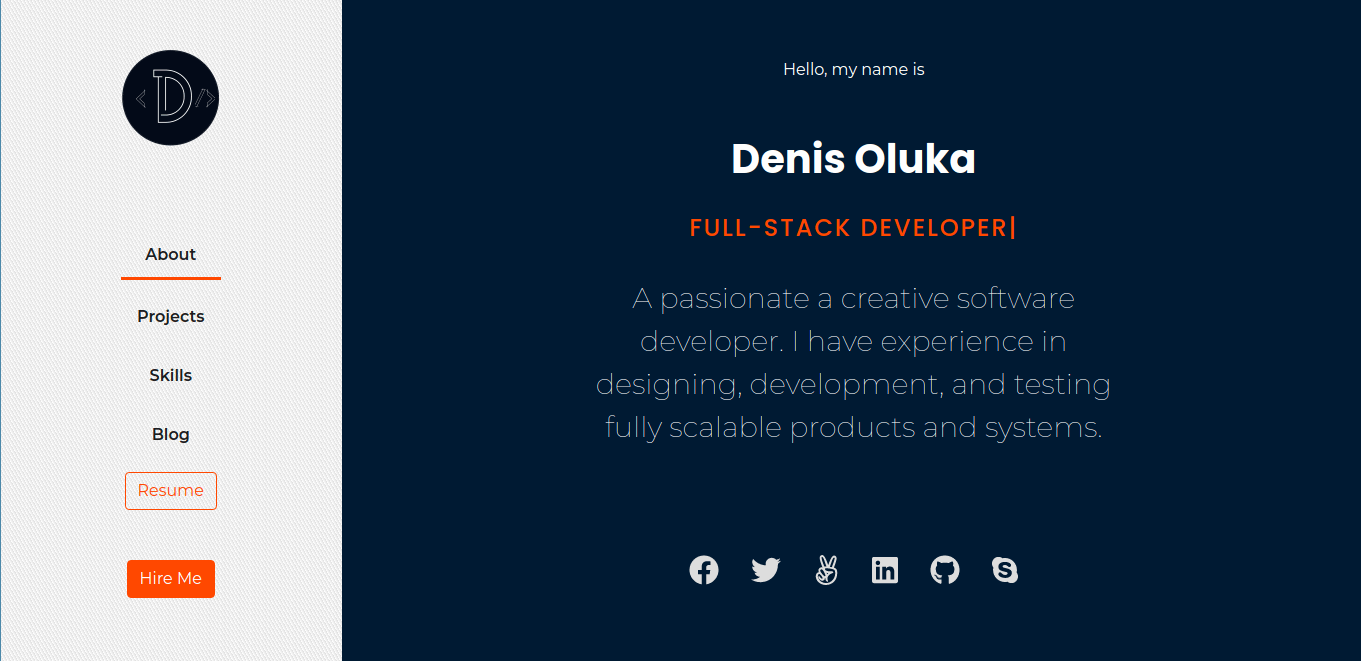 <D/>
About
Projects
Skills
Blog
Resume
Hire Me
Hello, my name is
Denis Oluka
FULL-STACK DEVELOPER|
A passionate a creative software
developer. I have experience in
designing, development, and testing
fully scalable products and systems.